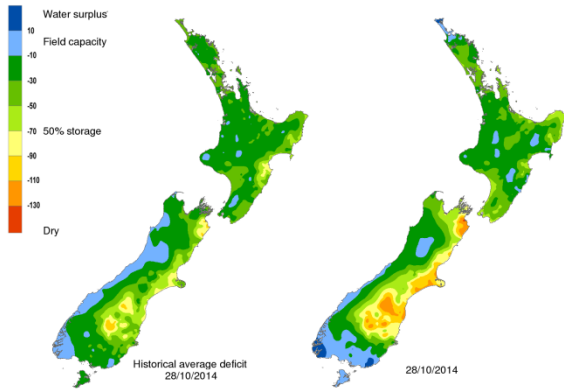 Water surplus
10
Field capacity
-10
-30
-50
-70
50% storage
-90
-110
-130
Dry
Historical average deficit
28/10/2014
28/10/2014